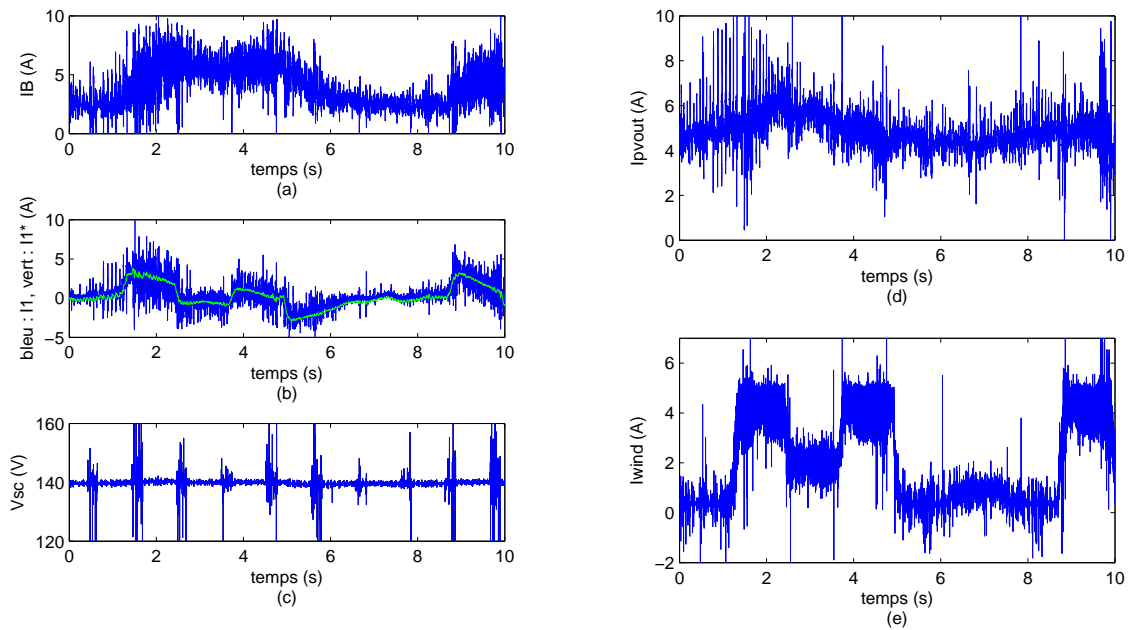 10
5
0
IB (A)
0 2 4 6 8 10
temps (s)
(a)
10
5
0
−5
bleu : I1, vert : I1* (A)
0 2 4 6 8 10
temps (s)
(b)
160
140
120
Vsc (V)
0 2 4 6 8 10
temps (s)
(c)
10
8
6
4
2
0
Ipvout (A)
0 2 4 6 8 10
temps (s)
(d)
6
4
2
0
−2
Iwind (A)
0 2 4 6 8 10
temps (s)
(e)